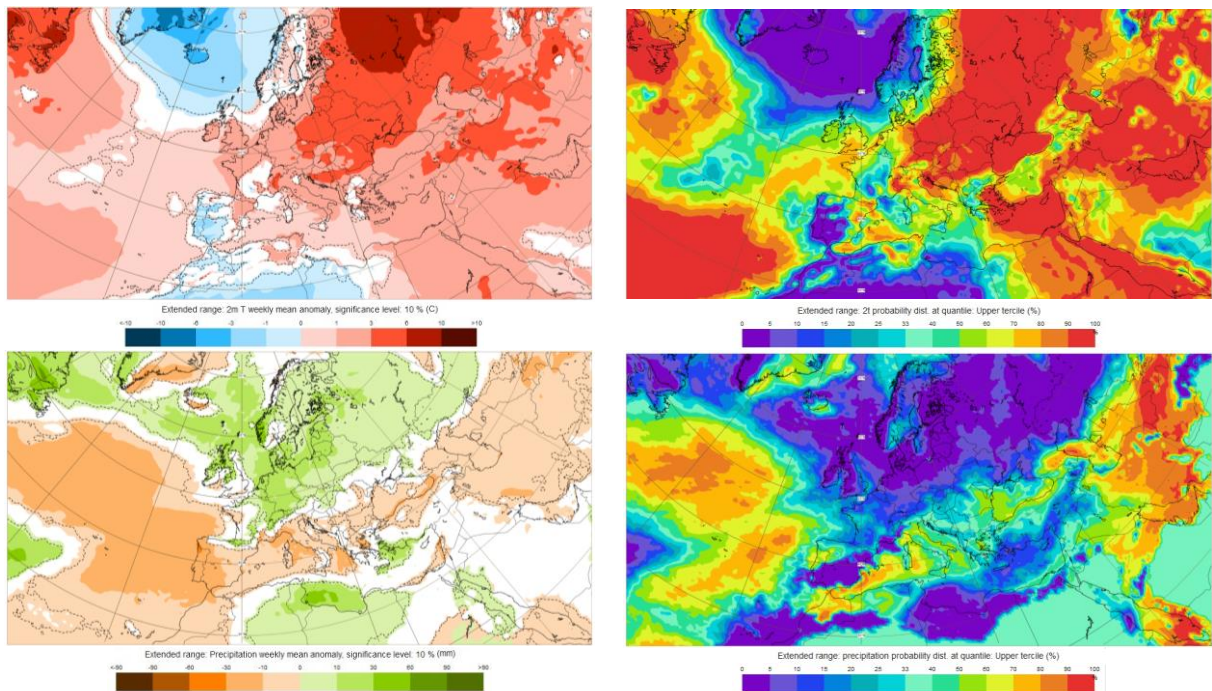 Extended range: 2m T weekly mean anomaly, significance level: 10 % (C)
<-10 -10 -6 -3 -1 0 1 3 6 10 >10
Extended range: 2t probability dist. at quantile: Upper tercile (%)
0 5 10 15 20 33 40 50 60 70 80 90 100
%
Extended range: Precipitation weekly mean anomaly, significance level: 10 % (mm)
<-90 -90 -60 -30 -10 0 10 30 60 90 >90
Extended range: precipitation probability dist. at quantile: Upper tercile (%)
0 5 10 15 20 33 40 50 60 70 80 90 100
%